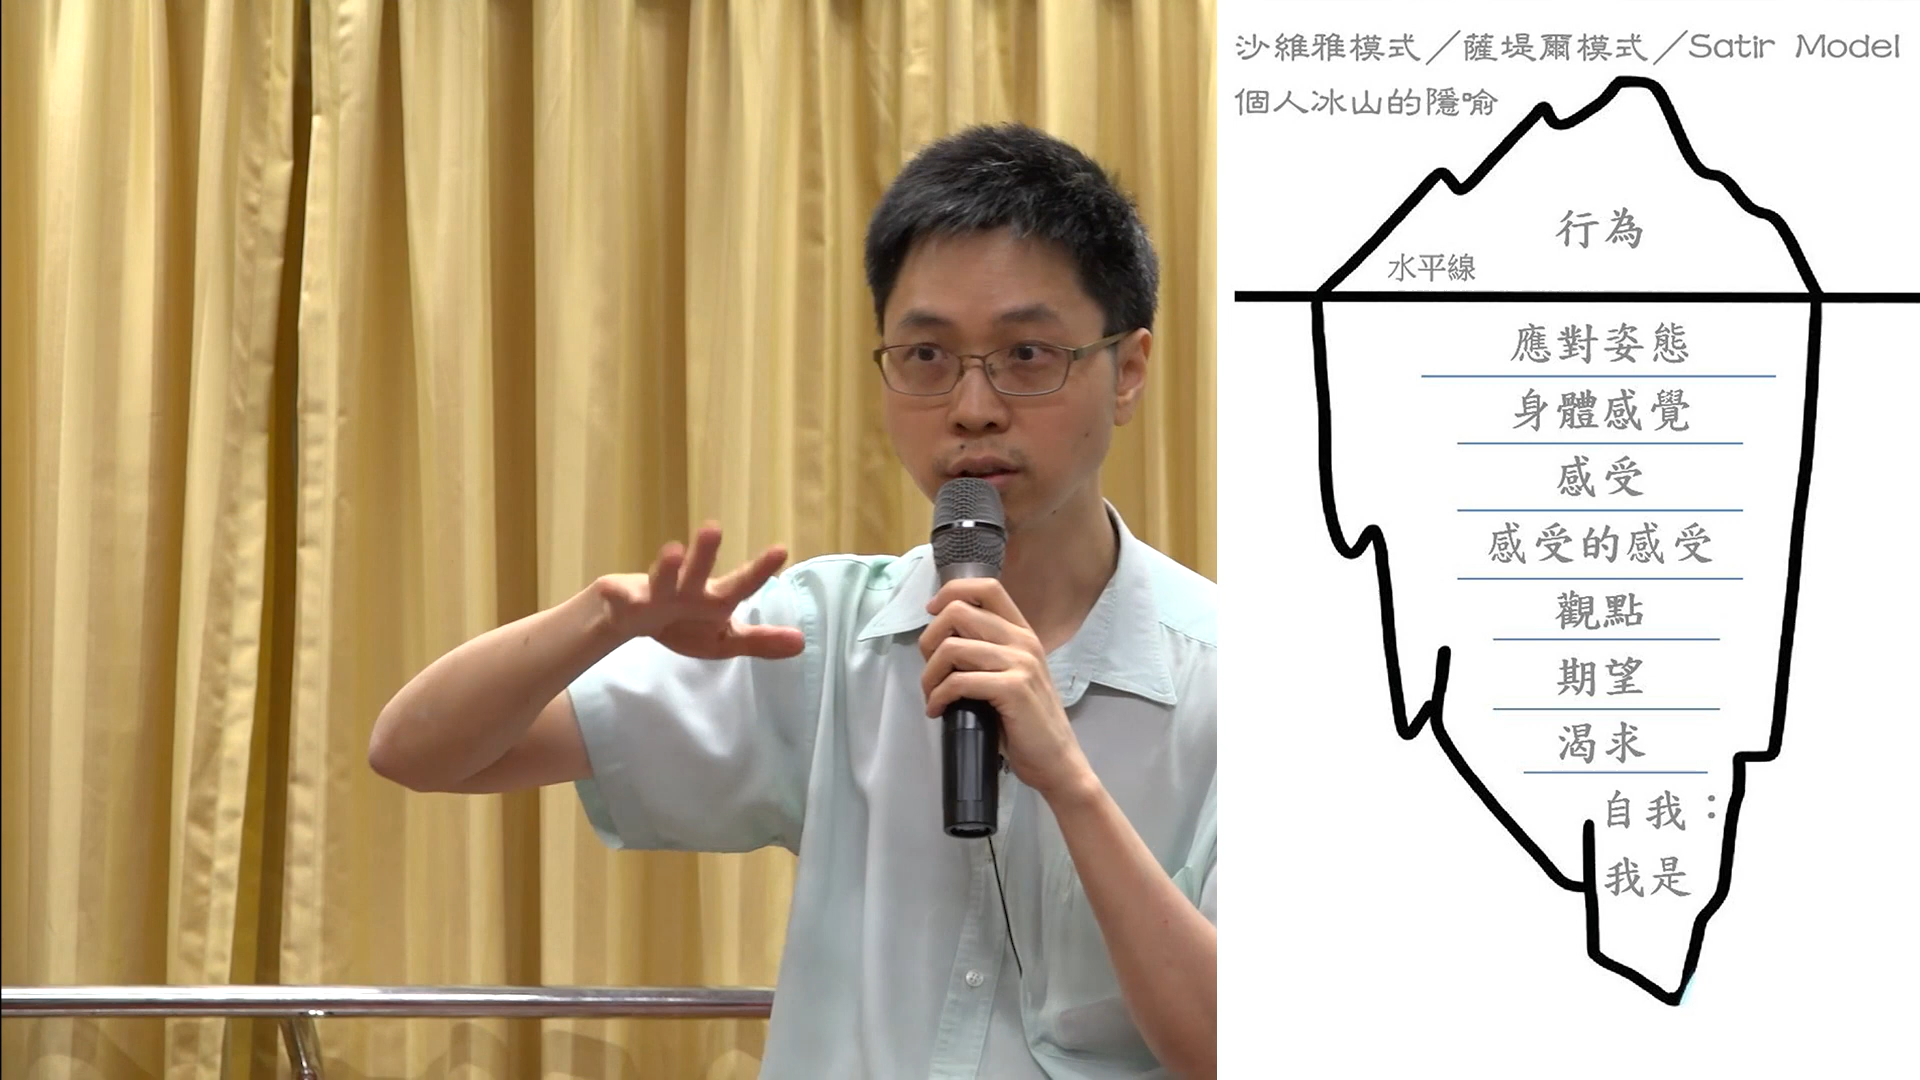 沙維雅模式／薩堤爾模式／Satir Model
個人冰山的隱喻
行為
水平線
應對姿態
身體感覺
感受
感受的感受
觀點
期望
渴求
自我：
我是